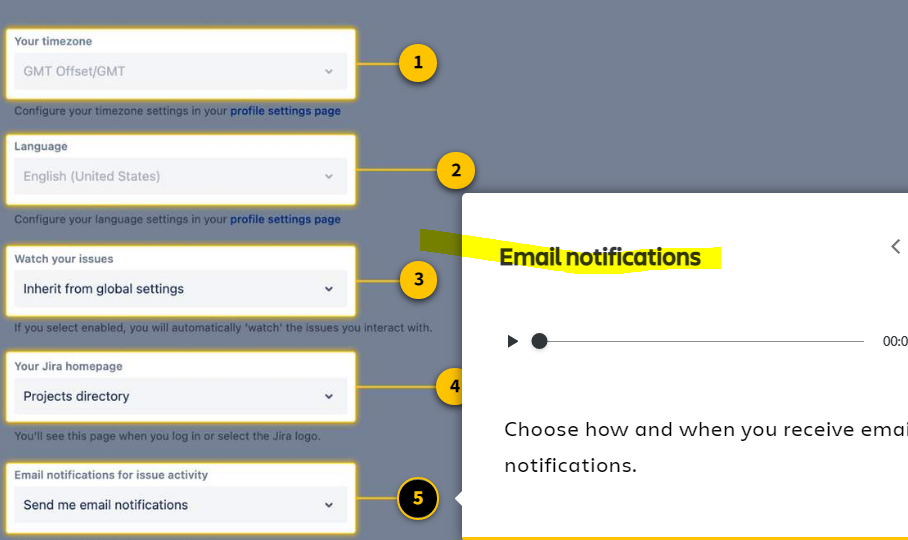 Your timezone
GMT Offset/GMT
1
Configure your timezone settings in your profile settings page
Language
English (United States)
2
Configure your language settings in your profile settings page
Watch your issues
Inherit from global settings
3
If you select enabled, you will automatically 'watch' the issues you interact with.
Your Jira homepage
Projects directory
4
You'll see this page when you log in or select the Jira logo.
Email notifications for issue activity
Send me email notifications
5
Email notifications
00:0
Choose how and when you receive emai
notifications.